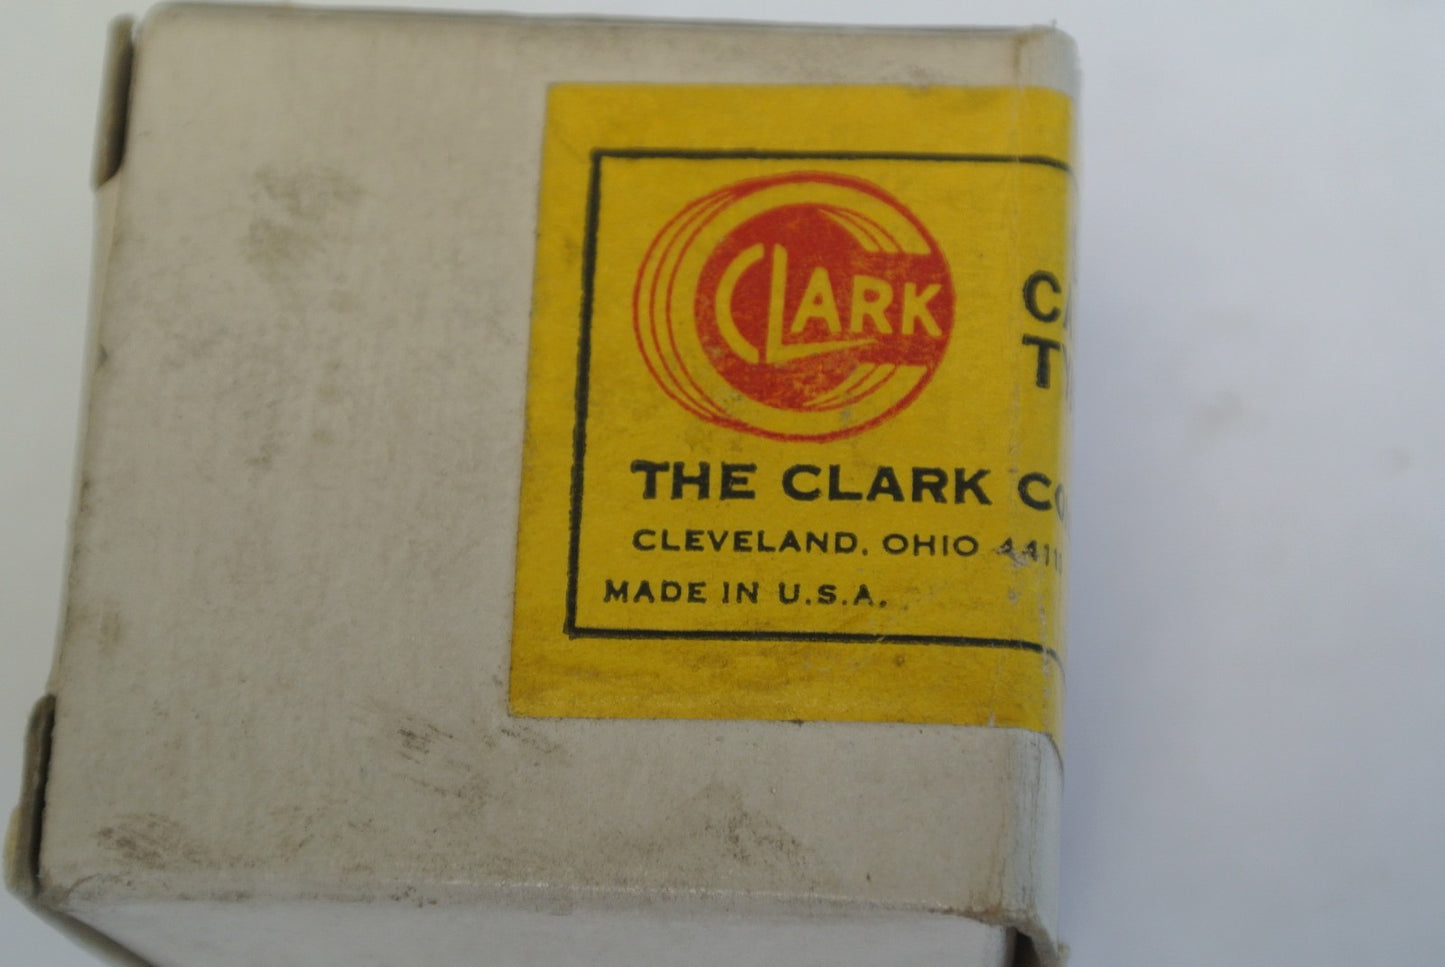 CLARK
THE CLARK
CLEVELAND, OHIO
MADE IN U.S.A.